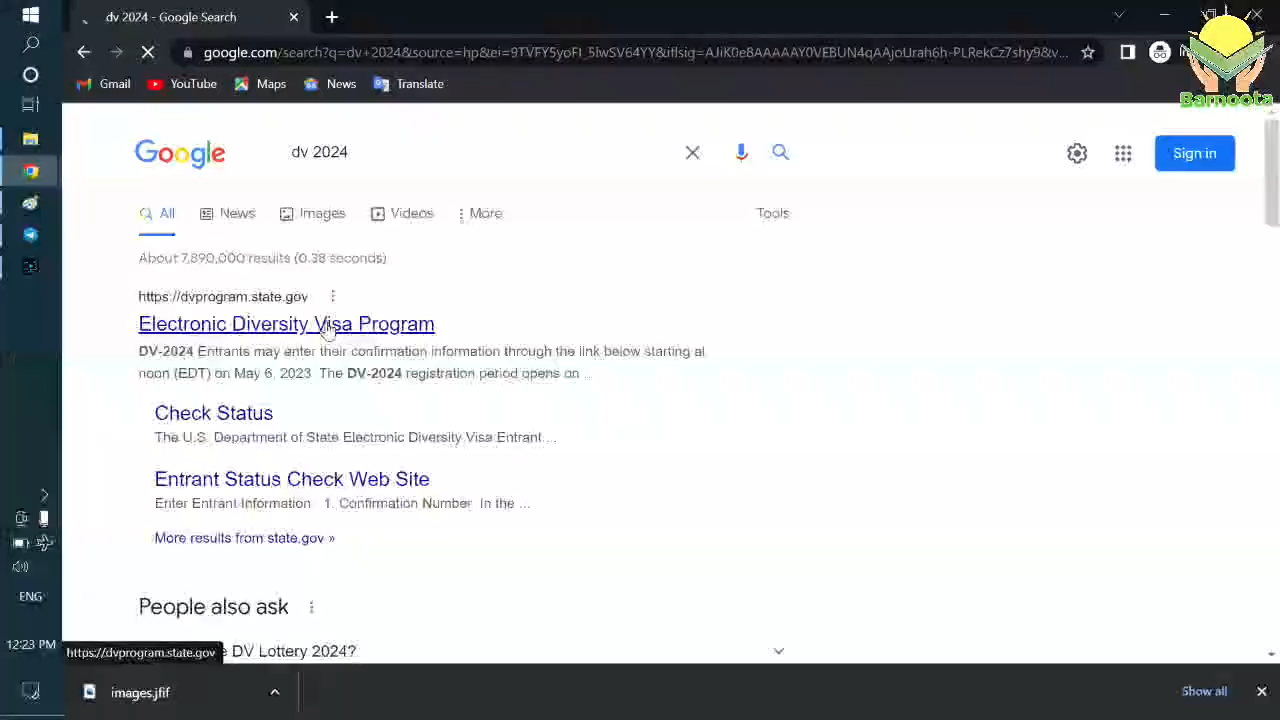 dv 2024 - Google Search
google.com/search?q=dv+2024&source=hp&ei=9TVFY5yoFI_5lwSV64YY&iflsig=AJiK0e8AAAAAY0VEBUN4qAAjoUrah6h-PLRekCz7shy9&v...
Gmail
YouTube
Maps
News
Translate
Barnoota
Google
dv 2024
Sign in
All
News
Images
Videos
More
Tools
About 7,890,000 results (0.38 seconds)
https://dvprogram.state.gov
Electronic Diversity Visa Program
DV-2024 Entrants may enter their confirmation information through the link below starting at
noon (EDT) on May 6, 2023. The DV-2024 registration period opens on ...
Check Status
The U.S. Department of State Electronic Diversity Visa Entrant ...
Entrant Status Check Web Site
Enter Entrant Information 1. Confirmation Number In the ...
More results from state.gov »
People also ask
ENG
12:23 PM
https://dvprogram.state.gov
DV Lottery 2024?
images.jfif
Show all